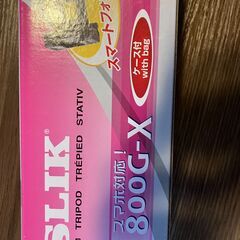 スマートフォ
ケース付
with bag
SLIK
TRIPOD TRÉPIED STATIV
スマホ対応！
800G-X